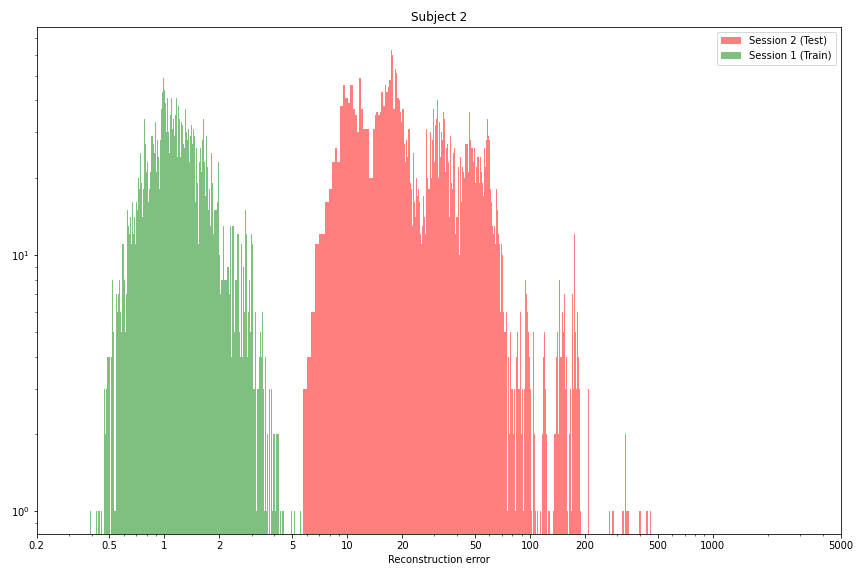 Subject 2
Session 2 (Test)
Session 1 (Train)
10¹
10⁰
0.2 0.5 1 2 5 10 20 50 100 200 500 1000 5000
Reconstruction error